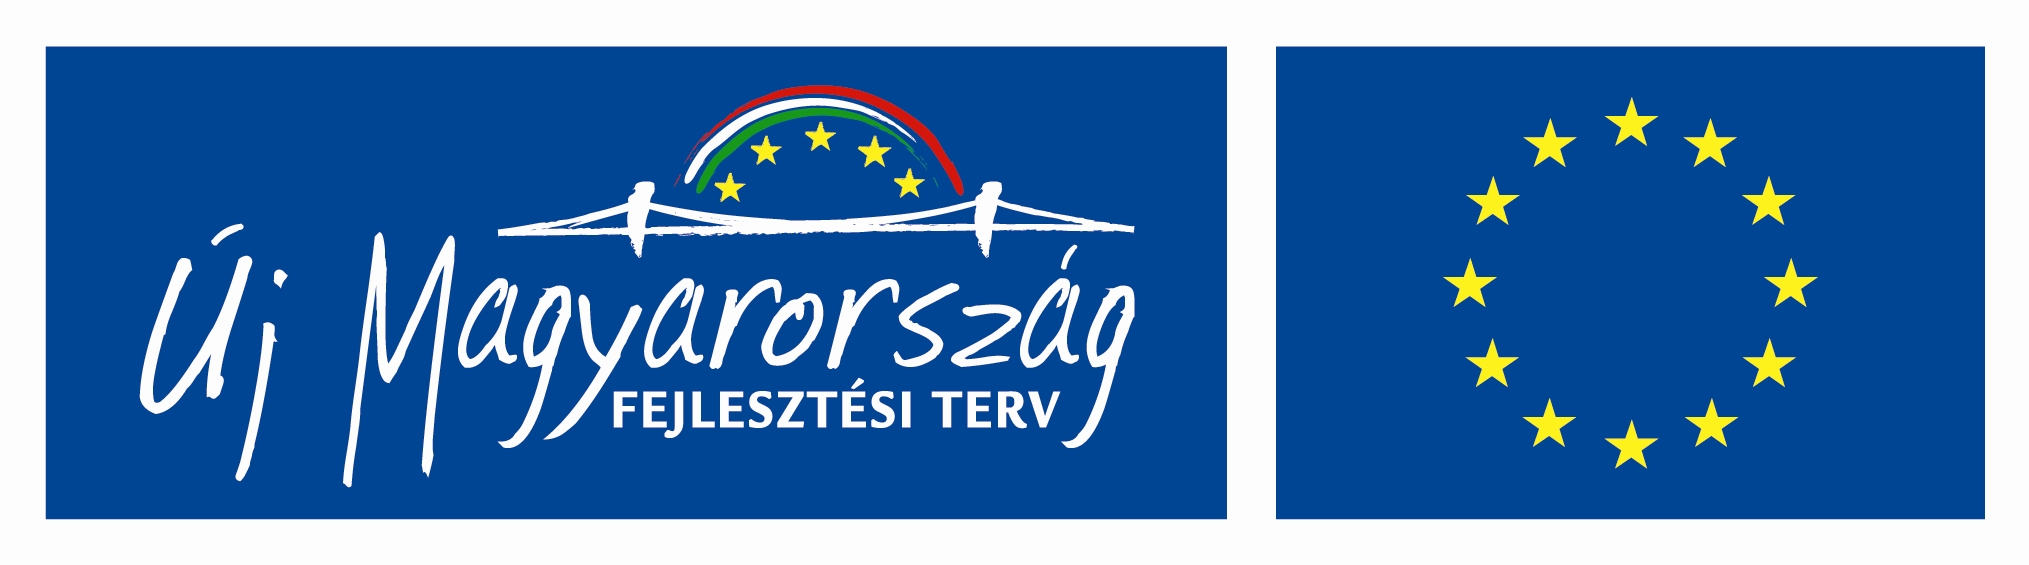 Új Magyarország
FEJLESZTÉSI TERV